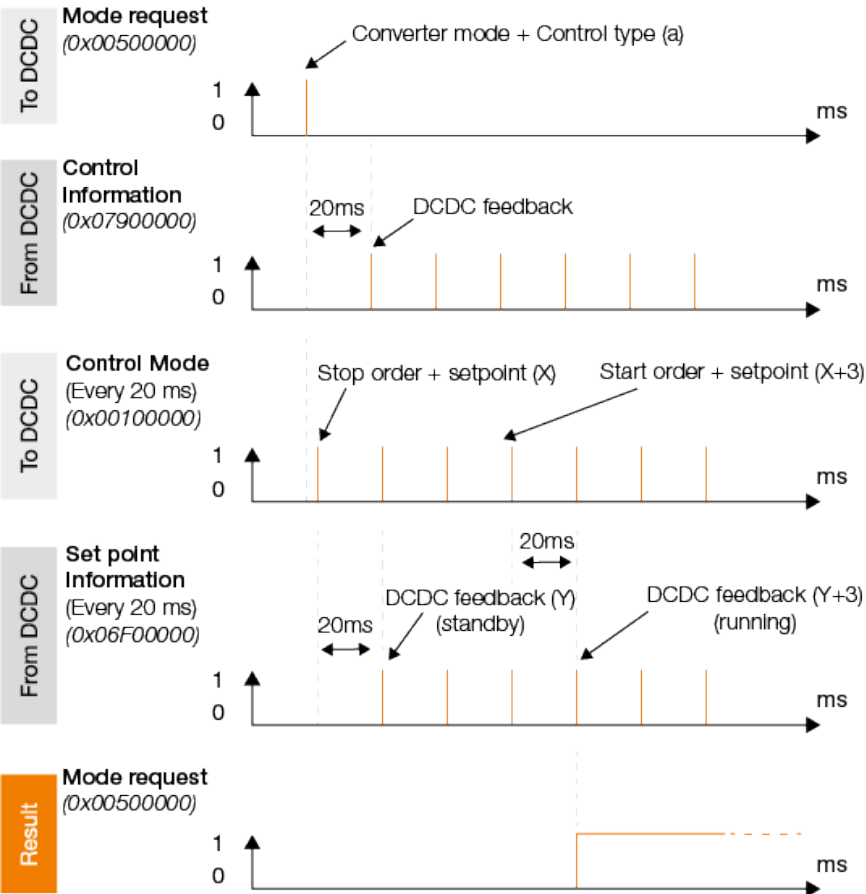 To DCDC
Mode request
(0x00500000)
Converter mode + Control type (a)
1
0
ms
From DCDC
Control
Information
(0x07900000)
20ms
DCDC feedback
1
0
ms
To DCDC
Control Mode
(Every 20 ms)
(0x00100000)
Stop order + setpoint (X)
Start order + setpoint (X+3)
1
0
ms
From DCDC
Set point
Information
(Every 20 ms)
(0x06F00000)
20ms
20ms
DCDC feedback (Y)
(standby)
DCDC feedback (Y+3)
(running)
1
0
ms
Result
Mode request
(0x00500000)
1
0
ms